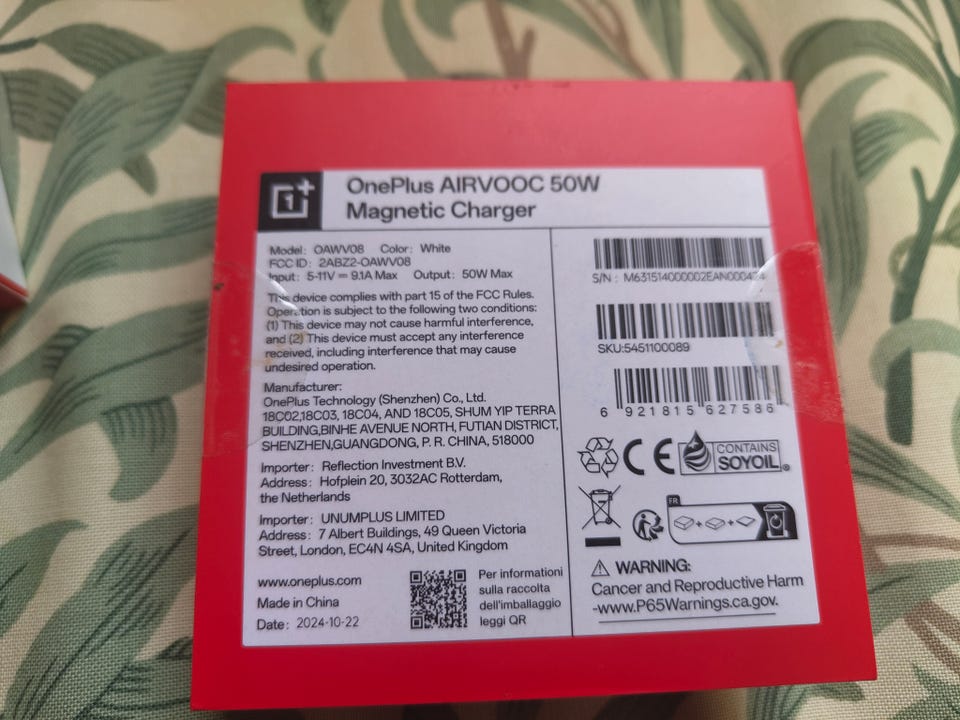 OnePlus AIRVOOC 50W
Magnetic Charger
Model: OAWV08 Color: White
FCC ID: 2ABZ2-OAWV08
Input: 5-11V ⎓ 9.1A Max Output: 50W Max
This device complies with part 15 of the FCC Rules.
Operation is subject to the following two conditions:
(1) This device may not cause harmful interference,
and (2) This device must accept any interference
received, including interference that may cause
undesired operation.
Manufacturer:
OnePlus Technology (Shenzhen) Co., Ltd.
18C02,18C03, 18C04, AND 18C05, SHUM YIP TERRA
BUILDING,BINHE AVENUE NORTH, FUTIAN DISTRICT,
SHENZHEN,GUANGDONG, P. R. CHINA, 518000
Importer: Reflection Investment B.V.
Address: Hofplein 20, 3032AC Rotterdam,
the Netherlands
Importer: UNUMPLUS LIMITED
Address: 7 Albert Buildings, 49 Queen Victoria
Street, London, EC4N 4SA, United Kingdom
www.oneplus.com
Made in China
Date: 2024-10-22
Per informazioni
sulla raccolta
dell'imballaggio
leggi QR
S/N: M631514000002EAN000424
SKU:5451100089
6 921815 627586
CE
CONTAINS
SOYOIL®
FR
WARNING:
Cancer and Reproductive Harm
-www.P65Warnings.ca.gov.